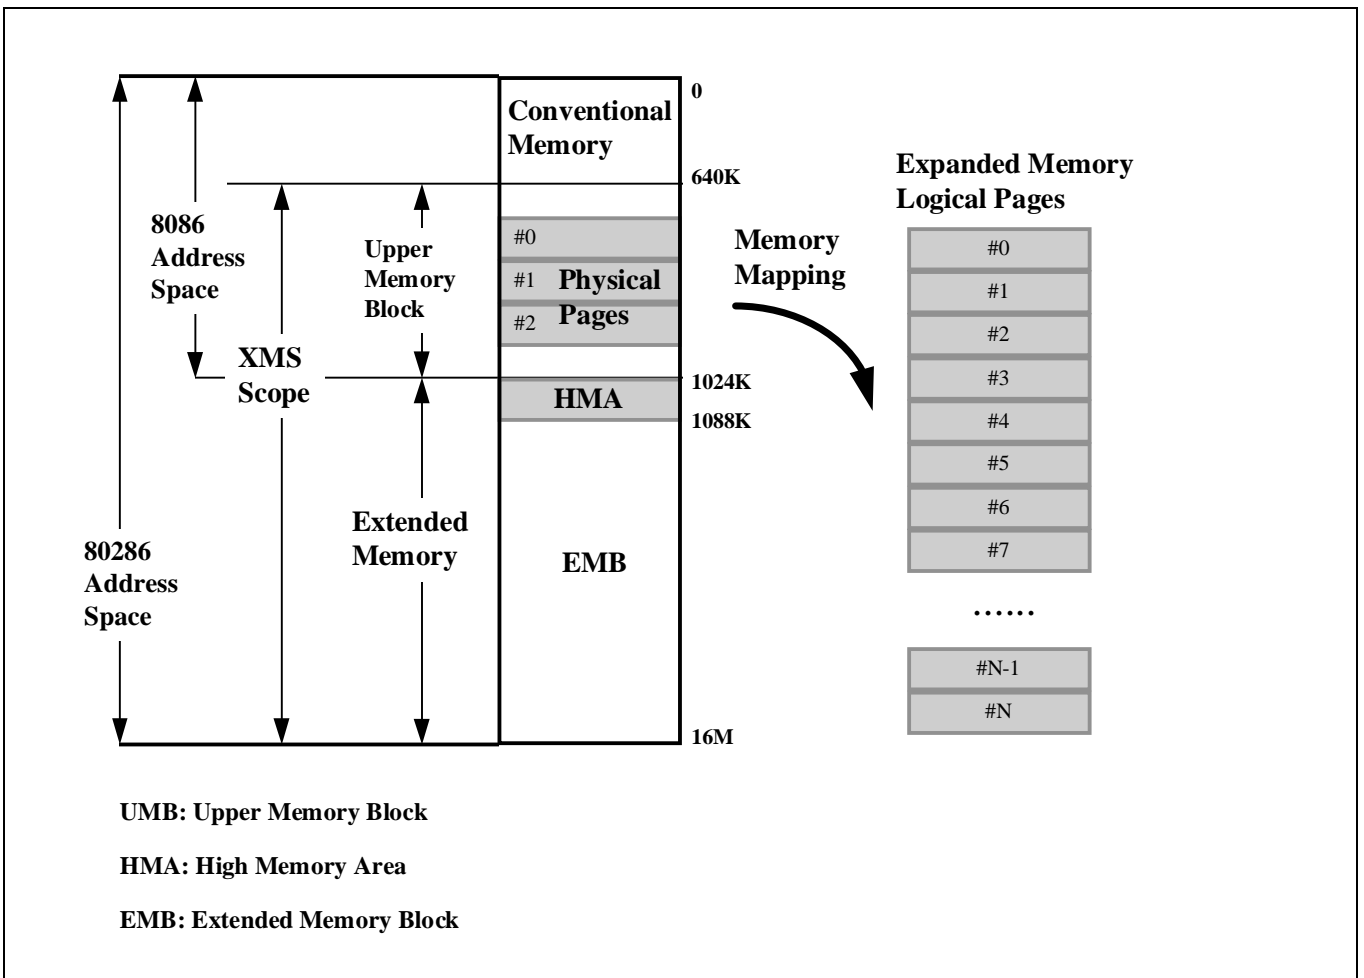 0
Conventional
Memory
640K
8086
Address
Space
Upper
Memory
Block
XMS
Scope
#0
#1
#2
Physical
Pages
1024K
HMA
1088K
80286
Address
Space
Extended
Memory
EMB
16M
Memory
Mapping
Expanded Memory
Logical Pages
#0
#1
#2
#3
#4
#5
#6
#7
......
#N-1
#N
UMB: Upper Memory Block
HMA: High Memory Area
EMB: Extended Memory Block